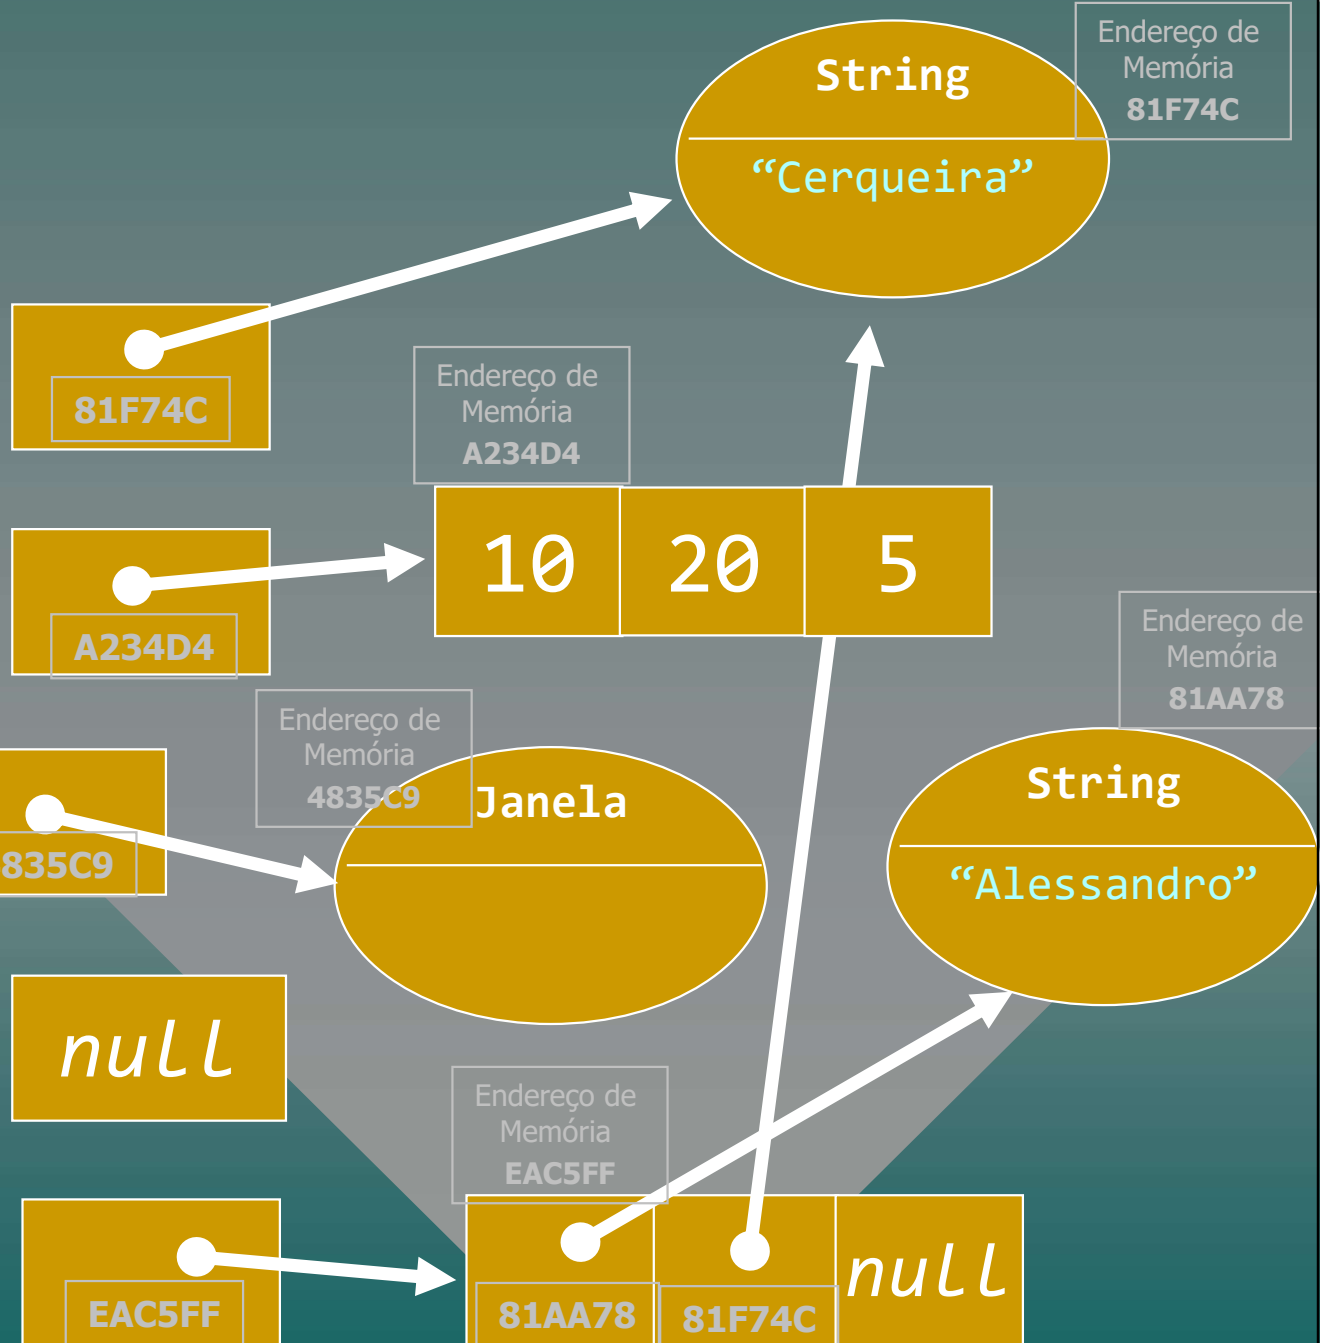 Endereço de
Memória
81F74C
String
“Cerqueira”
81F74C
Endereço de
Memória
A234D4
10 20 5
A234D4
Endereço de
Memória
81AA78
Endereço de
Memória
4835C9
Janela
String
“Alessandro”
835C9
null
Endereço de
Memória
EAC5FF
EAC5FF
81AA78
81F74C
null